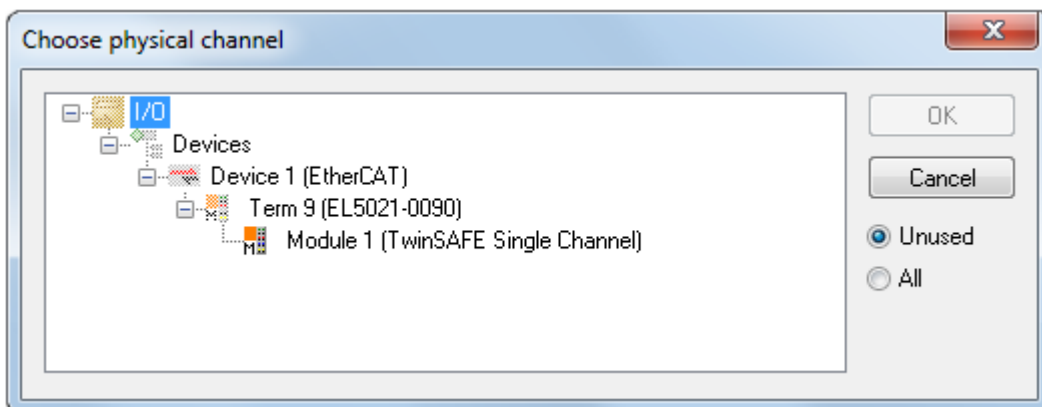 Choose physical channel
I/O
Devices
Device 1 (EtherCAT)
Term 9 (EL5021-0090)
Module 1 (TwinSAFE Single Channel)
OK
Cancel
Unused
All